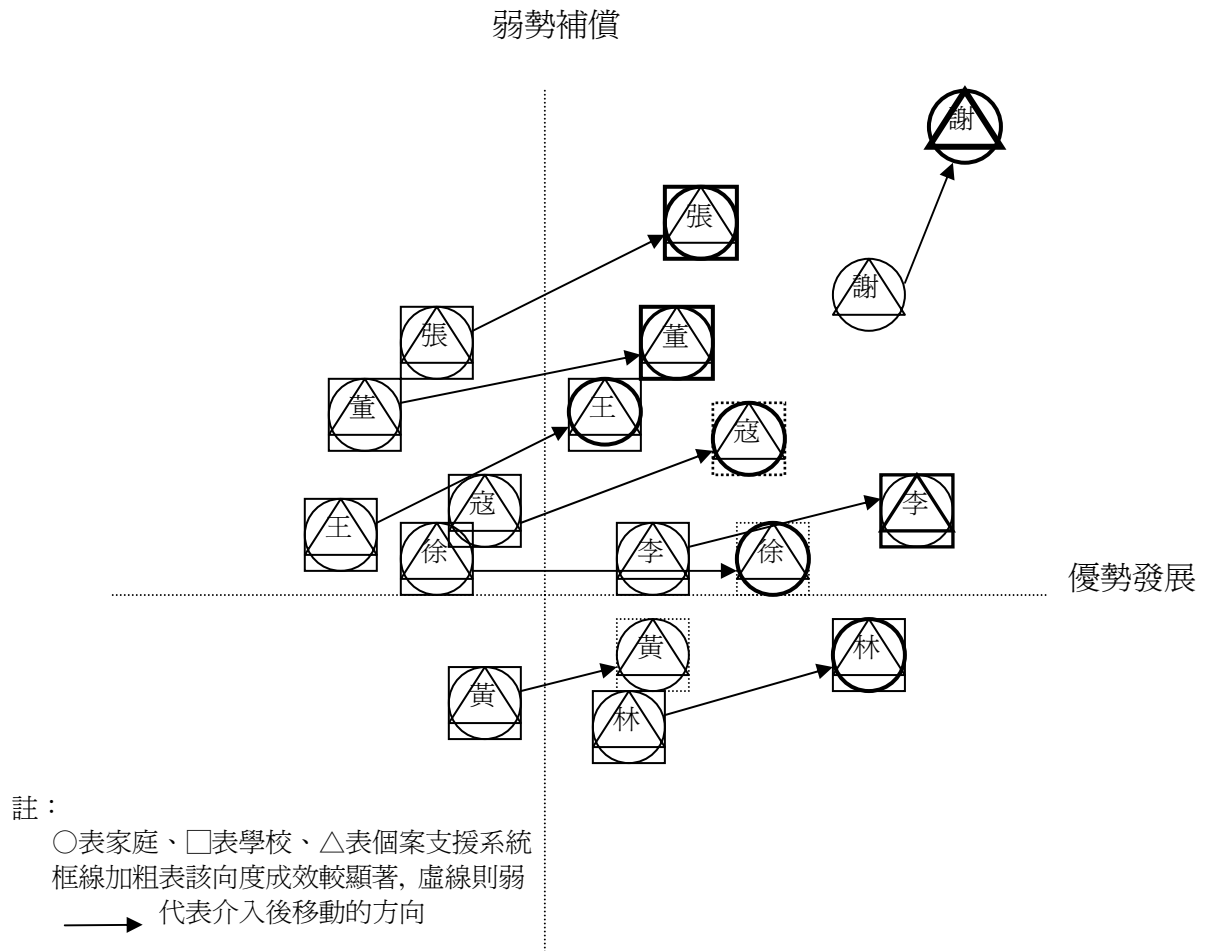 弱勢補償
謝
張
謝
張
董
董
王
寇
寇
李
王
徐
李
徐
優勢發展
黃
林
黃
林
註：
○表家庭、□表學校、△表個案支援系統
框線加粗表該向度成效較顯著, 虛線則弱
代表介入後移動的方向